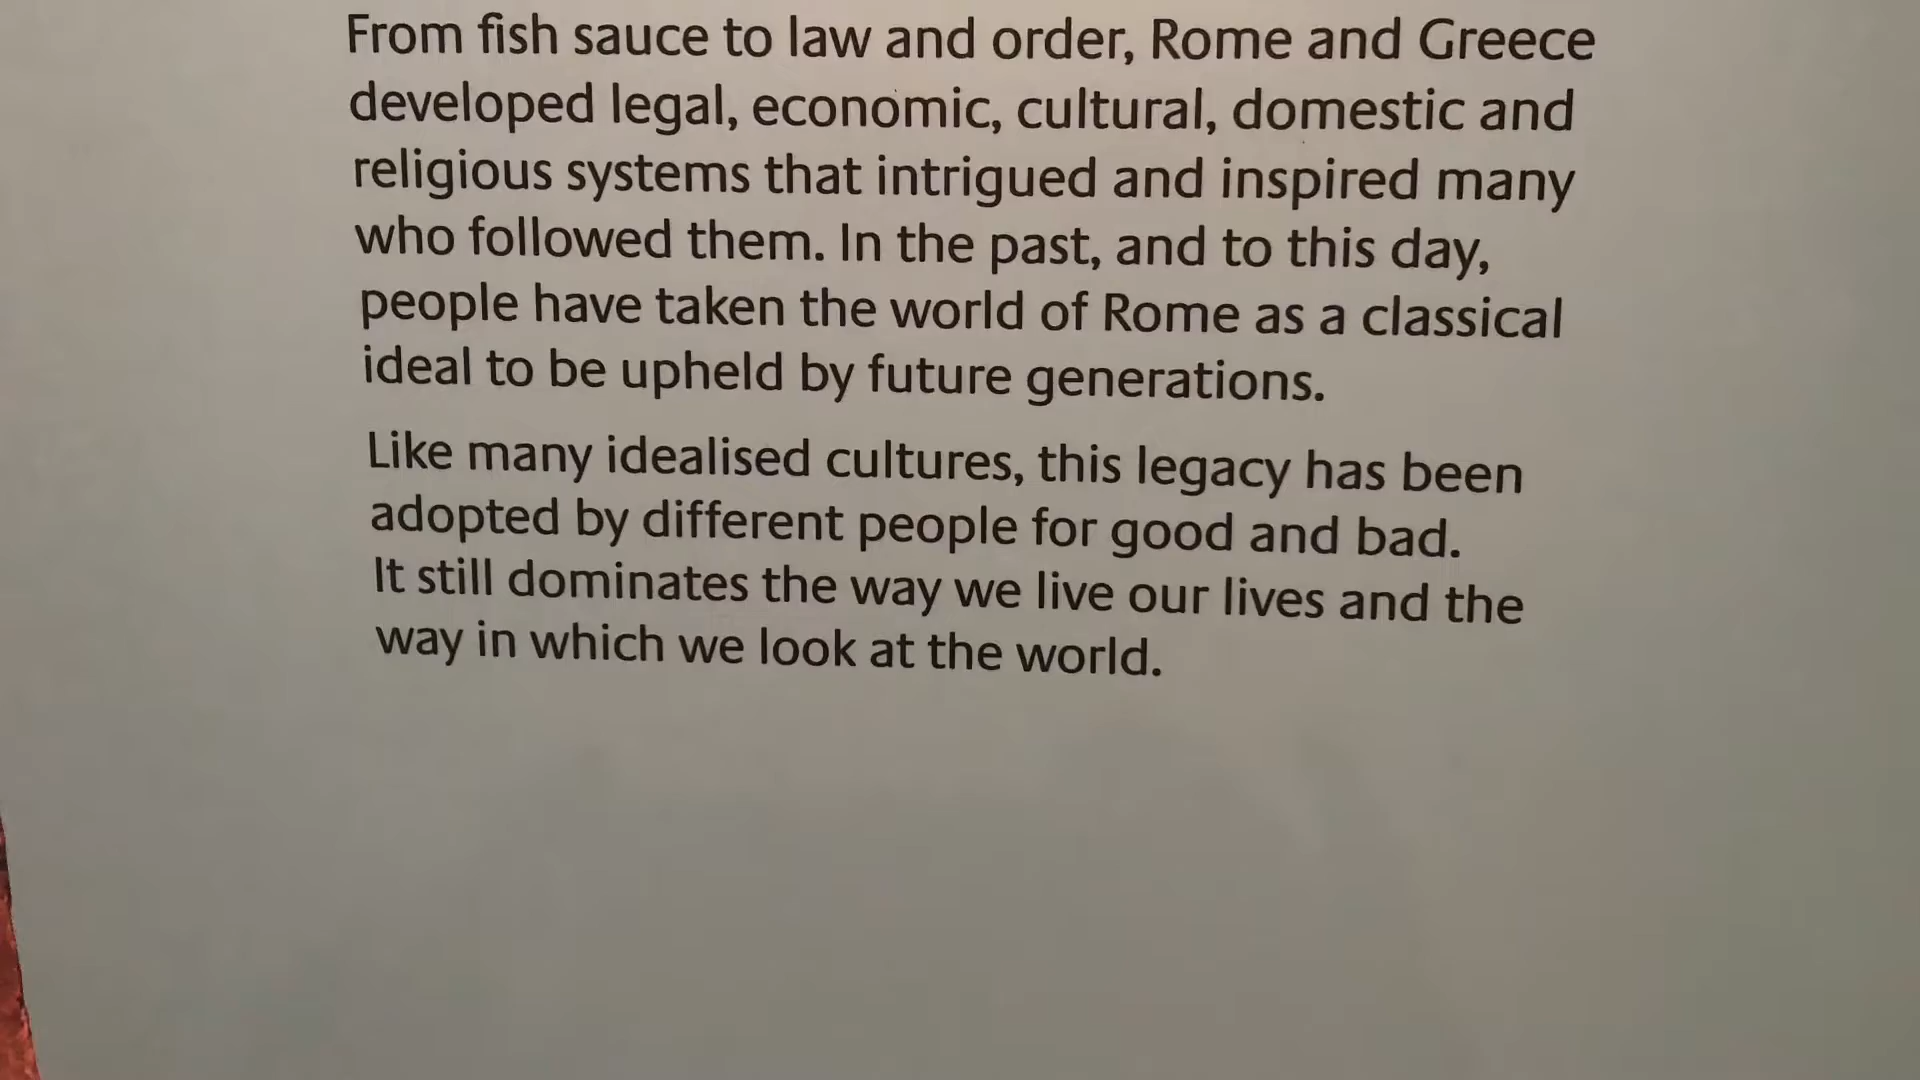 From fish sauce to law and order, Rome and Greece
developed legal, economic, cultural, domestic and
religious systems that intrigued and inspired many
who followed them. In the past, and to this day,
people have taken the world of Rome as a classical
ideal to be upheld by future generations.
Like many idealised cultures, this legacy has been
adopted by different people for good and bad.
It still dominates the way we live our lives and the
way in which we look at the world.